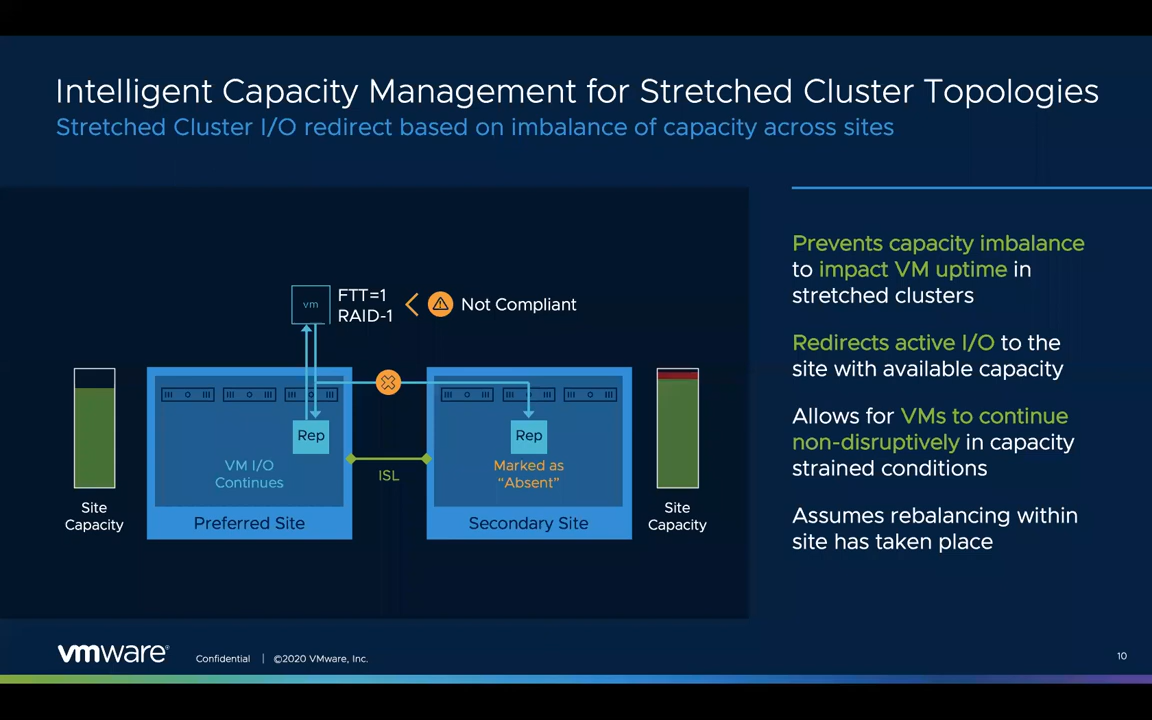 Intelligent Capacity Management for Stretched Cluster Topologies
Stretched Cluster I/O redirect based on imbalance of capacity across sites
vm
FTT=1
RAID-1
Not Compliant
Rep
Rep
VM I/O
Continues
ISL
Marked as
“Absent”
Site
Capacity
Preferred Site
Secondary Site
Site
Capacity
Prevents capacity imbalance
to impact VM uptime in
stretched clusters
Redirects active I/O to the
site with available capacity
Allows for VMs to continue
non-disruptively in capacity
strained conditions
Assumes rebalancing within
site has taken place
vmware®
Confidential | ©2020 VMware, Inc.
10